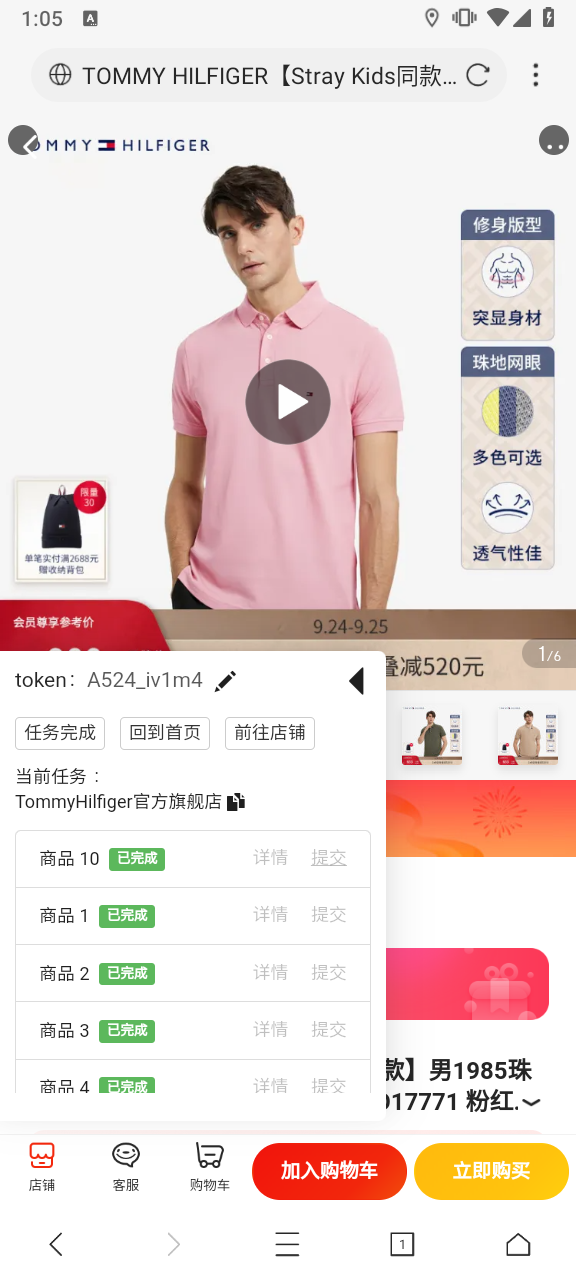 1:05
A
TOMMY HILFIGER【Stray Kids同款...
MMY HILFIGER
修身版型
突显身材
珠地网眼
多色可选
透气性佳
限量
30
单笔实付满2688元
赠收纳背包
会员尊享参考价
9.24-9.25
叠减520元
1/6
token： A524_iv1m4
任务完成
回到首页
前往店铺
当前任务：
TommyHilfiger官方旗舰店
商品 10 已完成 详情 提交
商品 1 已完成 详情 提交
商品 2 已完成 详情 提交
商品 3 已完成 详情 提交
商品 4 已完成 详情 提交
款】男1985珠
17771 粉红.
店铺
客服
购物车
加入购物车
立即购买
1